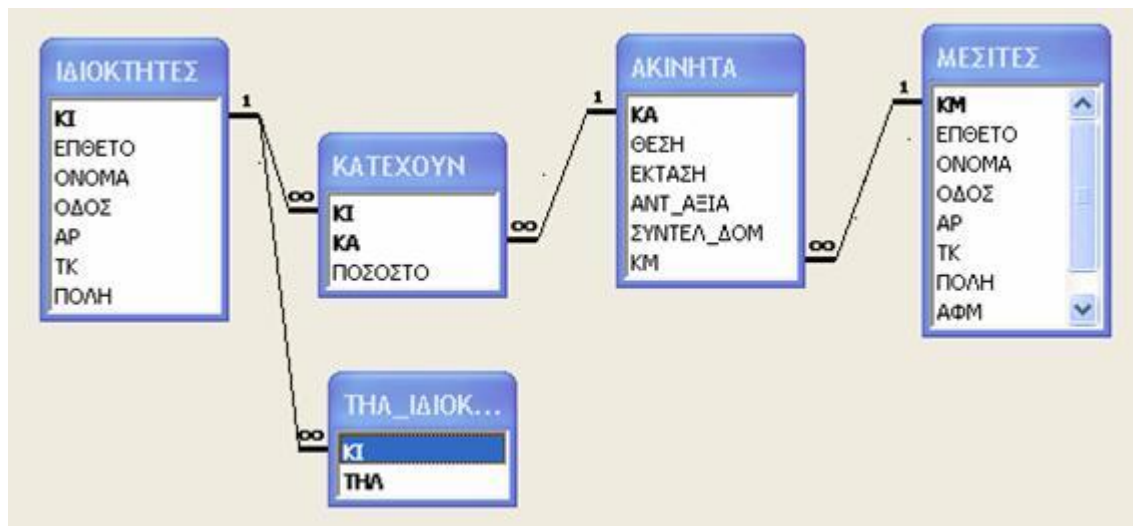 ΙΔΙΟΚΤΗΤΕΣ
ΚΙ
ΕΠΘΕΤΟ
ΟΝΟΜΑ
ΟΔΟΣ
ΑΡ
ΤΚ
ΠΟΛΗ
1
∞
∞
ΚΑΤΕΧΟΥΝ
ΚΙ
ΚΑ
ΠΟΣΟΣΤΟ
∞
1
ΑΚΙΝΗΤΑ
ΚΑ
ΘΕΣΗ
ΕΚΤΑΣΗ
ΑΝΤ_ΑΞΙΑ
ΣΥΝΤΕΛ_ΔΟΜ
ΚΜ
∞
1
ΜΕΣΙΤΕΣ
ΚΜ
ΕΠΘΕΤΟ
ΟΝΟΜΑ
ΟΔΟΣ
ΑΡ
ΤΚ
ΠΟΛΗ
ΑΦΜ
ΤΗΛ_ΙΔΙΟΚ...
ΚΙ
ΤΗΛ